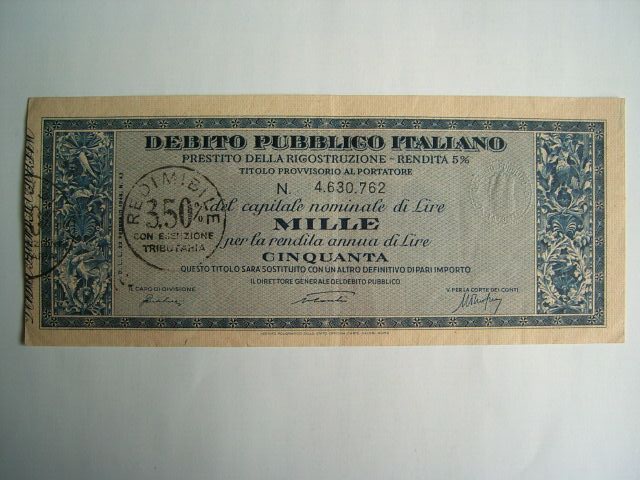 DEBITO PUBBLICO ITALIANO
PRESTITO DELLA RICOSTRUZIONE - RENDITA 5%
TITOLO PROVVISORIO AL PORTATORE
N. 4.630.762
del capitale nominale di Lire
MILLE
per la rendita annua di Lire
CINQUANTA
QUESTO TITOLO SARÀ SOSTITUITO CON UN ALTRO DEFINITIVO DI PARI IMPORTO
IL DIRETTORE GENERALE DEL DEBITO PUBBLICO
IL CAPO DI DIVISIONE
V. PER LA CORTE DEI CONTI
REDIMIBILE
3.50%
CON ESENZIONE
TRIBUTARIA